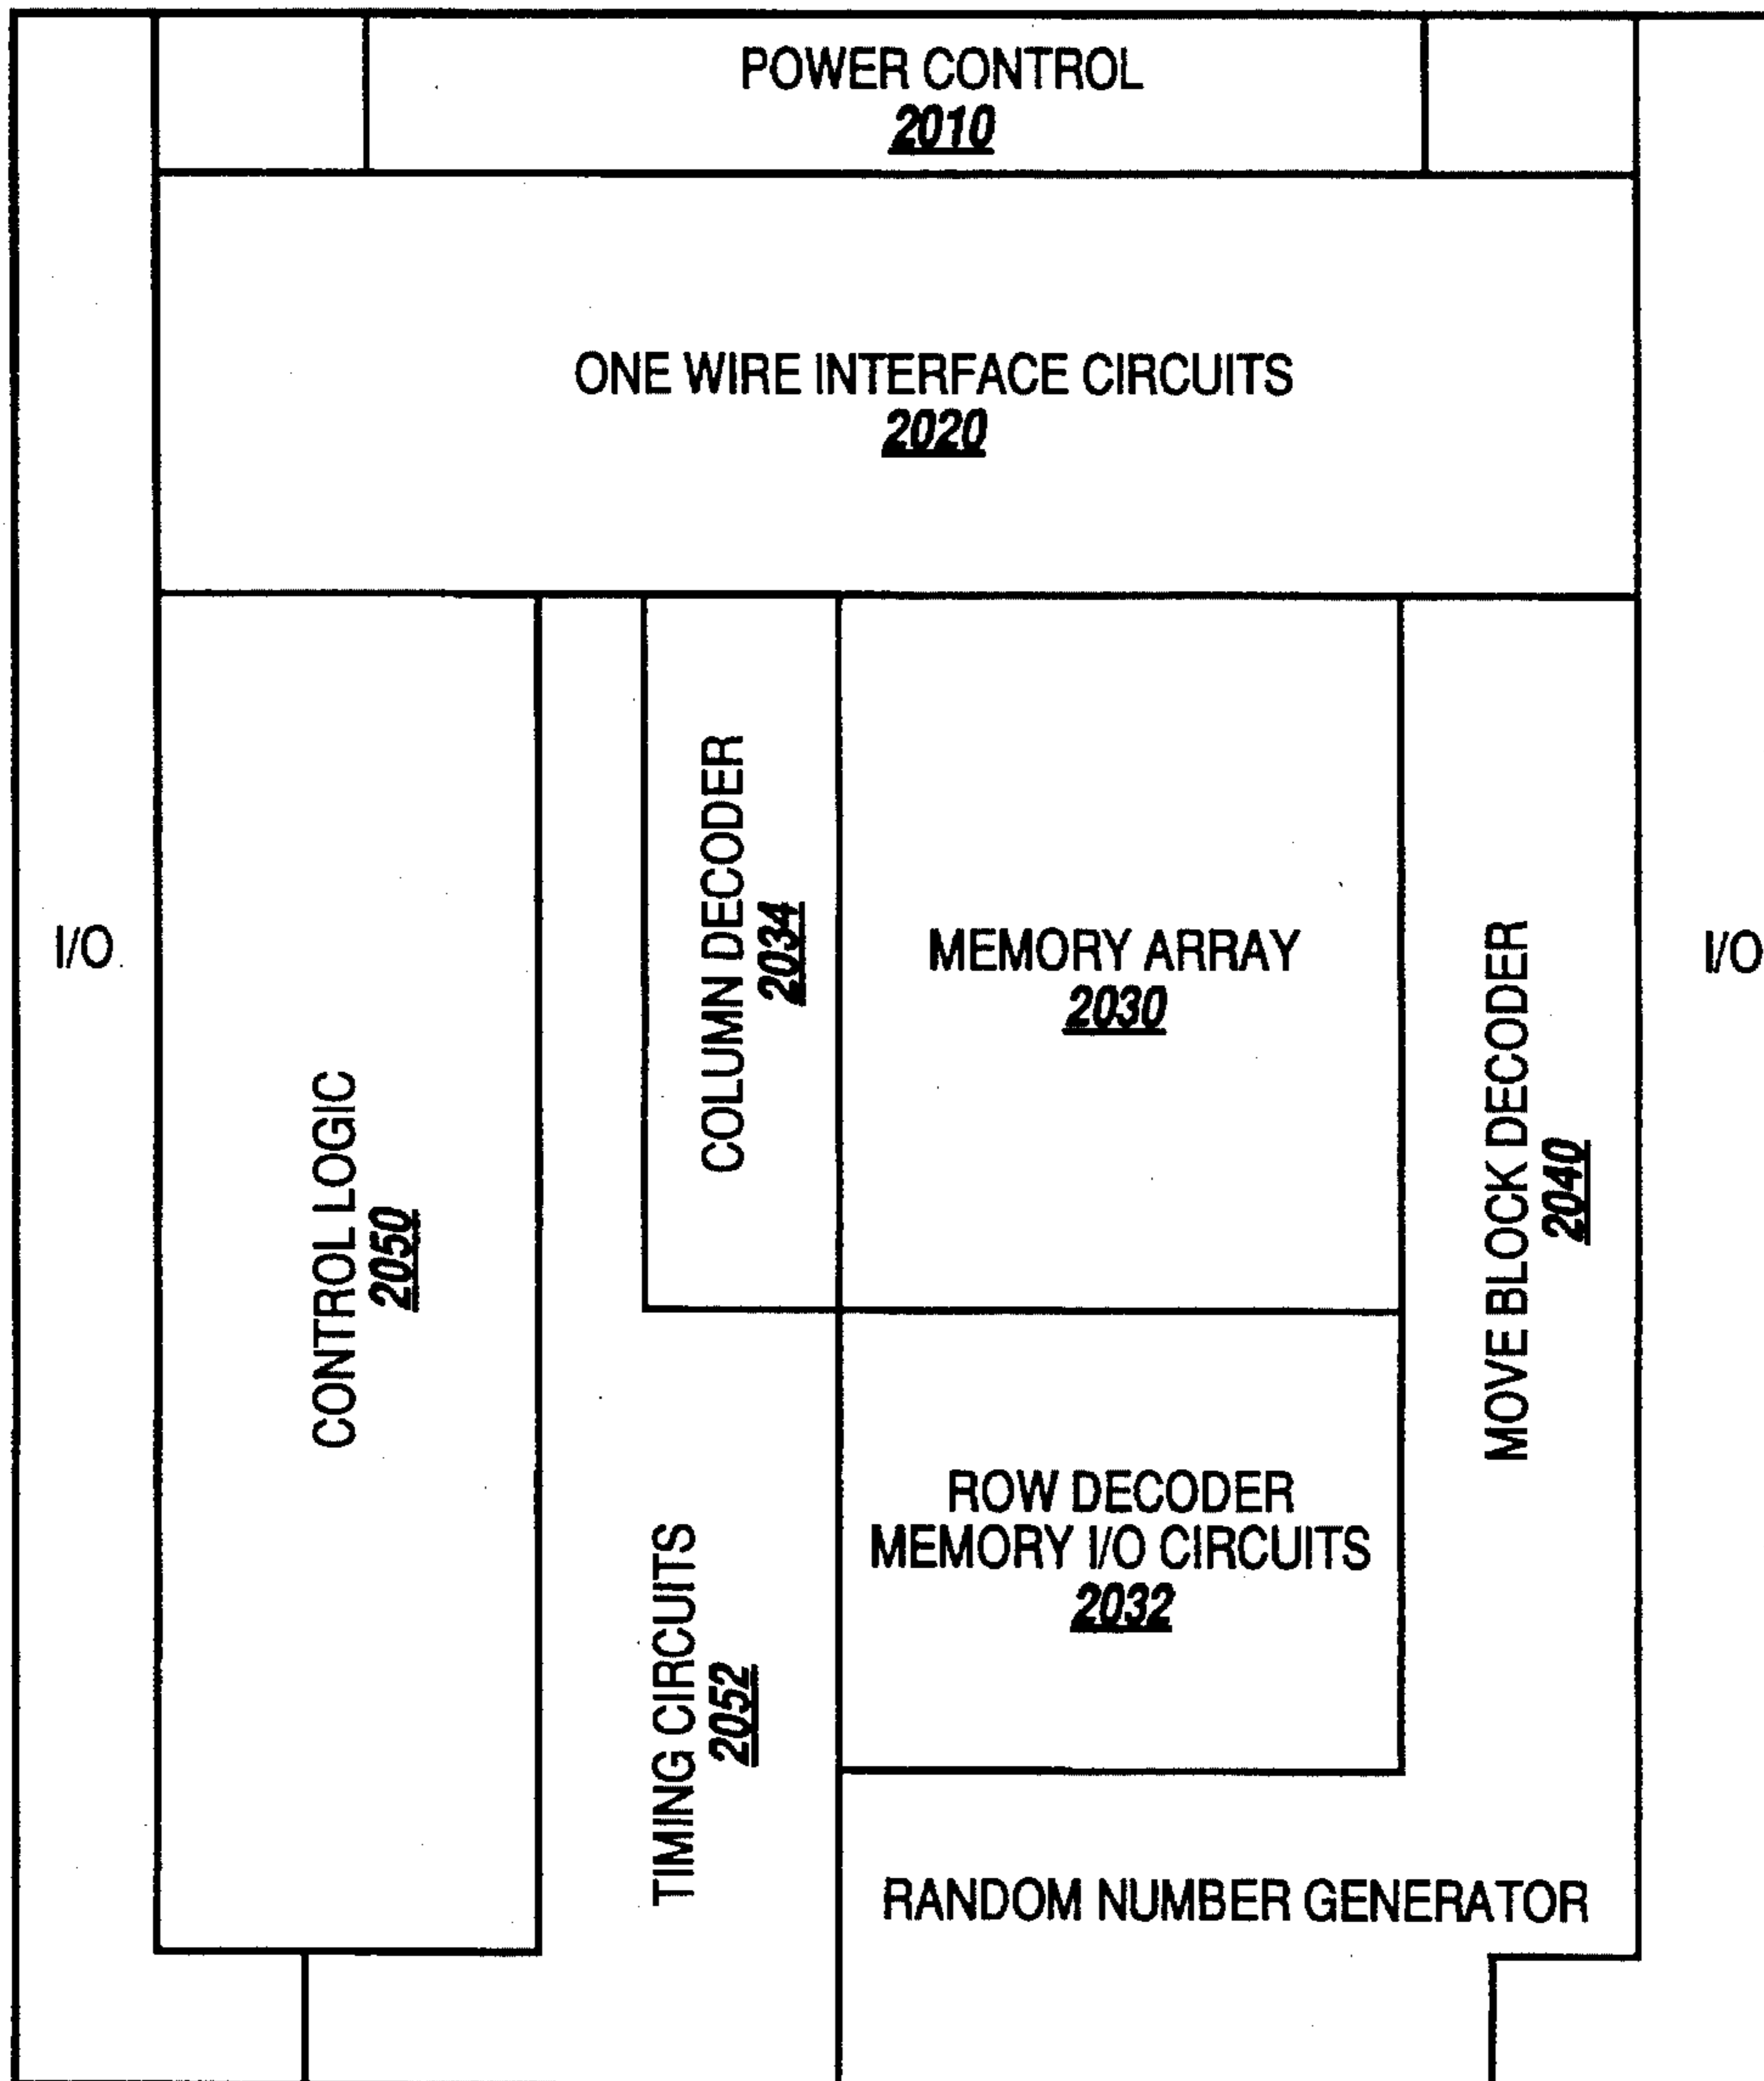 POWER CONTROL
2010
ONE WIRE INTERFACE CIRCUITS
2020
I/O
CONTROL LOGIC
2050
COLUMN DECODER
2034
MEMORY ARRAY
2030
MOVE BLOCK DECODER
2040
I/O
TIMING CIRCUITS
2052
ROW DECODER
MEMORY I/O CIRCUITS
2032
RANDOM NUMBER GENERATOR